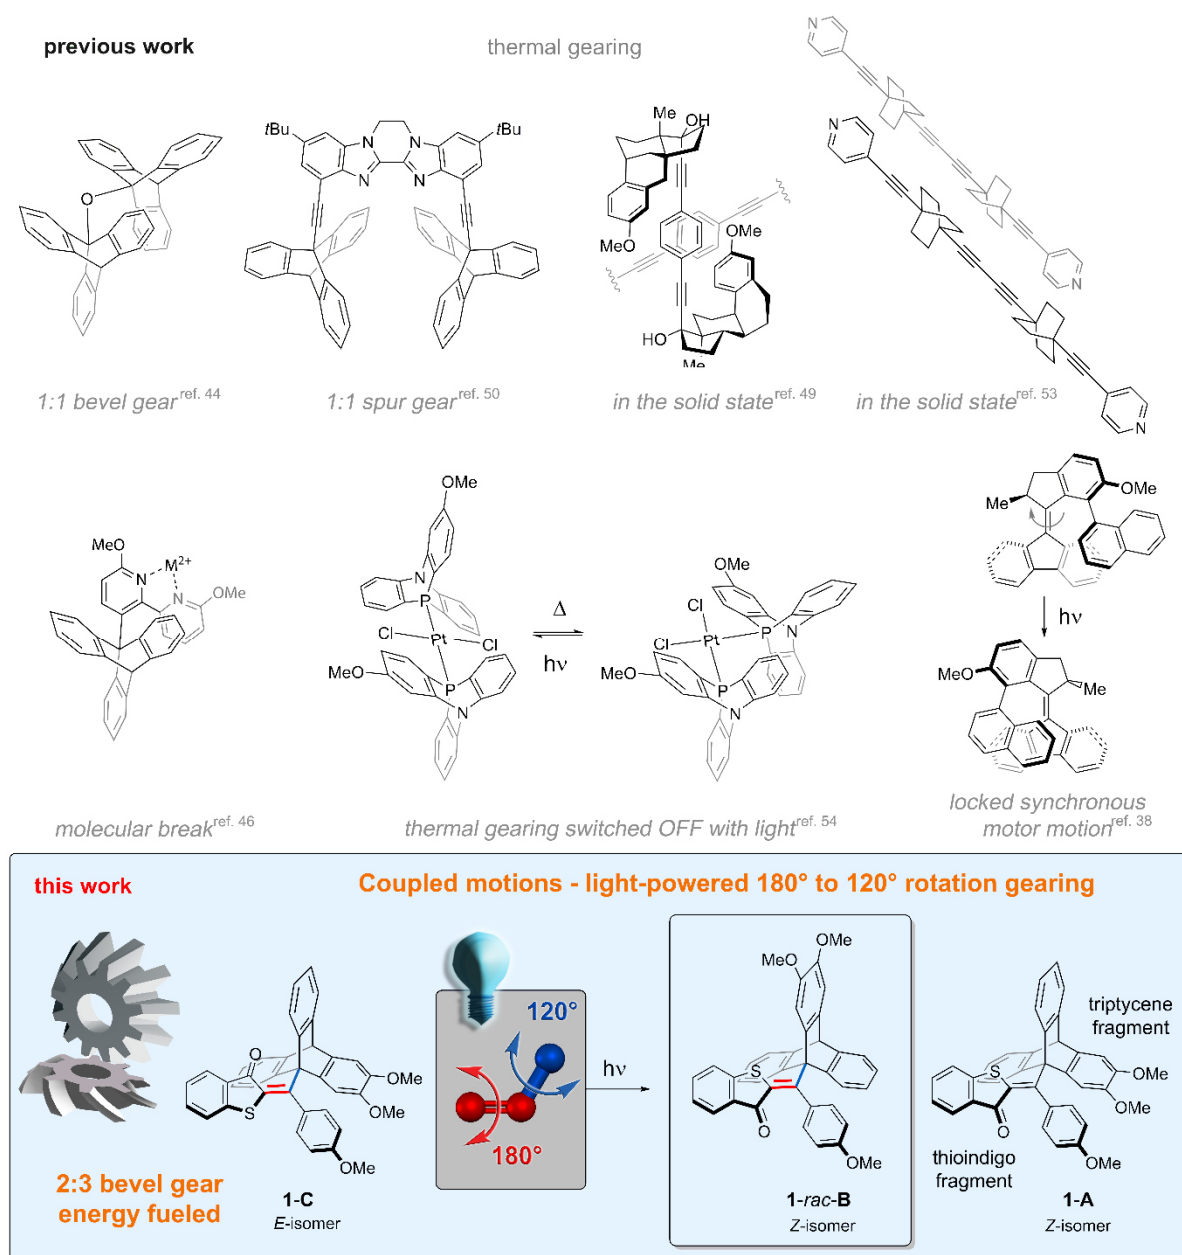 previous work
thermal gearing
N
N
tBu
N
N
tBu
N
N
Me
OH
MeO
OMe
HO
Me
O
N
N
1:1 bevel gear ref. 44
1:1 spur gear ref. 50
in the solid state ref. 49
in the solid state ref. 53
MeO
M2+
N
N
OMe
OMe
N
P
Cl
Pt
Cl
MeO
P
N
Δ
hν
MeO
Cl
P
N
Cl
Pt
MeO
P
N
Me
OMe
hν
MeO
Me
molecular break ref. 46
thermal gearing switched OFF with light ref. 54
locked synchronous
motor motion ref. 38
this work
Coupled motions - light-powered 180° to 120° rotation gearing
O
S
OMe
OMe
OMe
120°
180°
hν
OMe
MeO
S
O
OMe
triptycene
fragment
S
OMe
OMe
O
OMe
thioindigo
fragment
2:3 bevel gear
energy fueled
1-C
E-isomer
1-rac-B
Z-isomer
1-A
Z-isomer